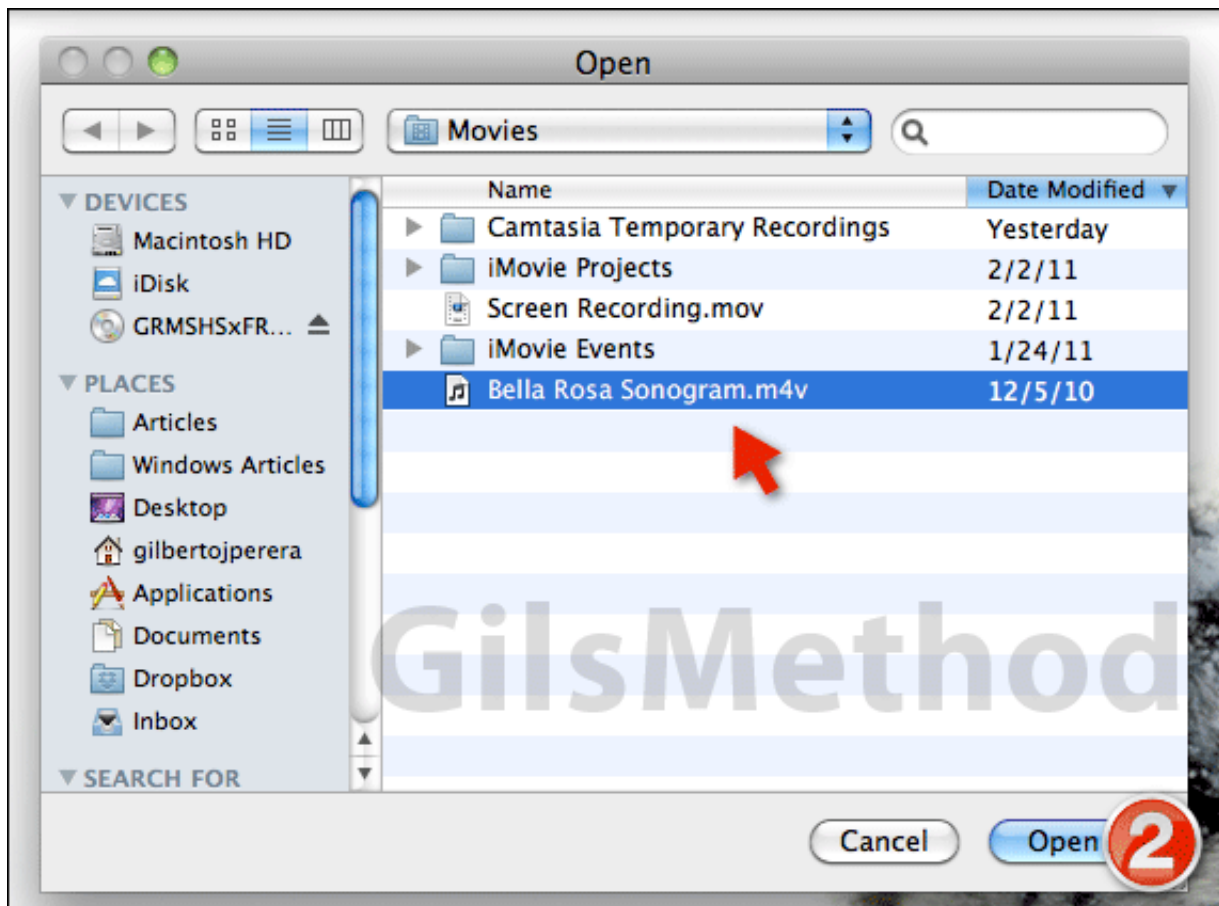 Open
Movies
DEVICES
Macintosh HD
iDisk
GRMSHSxFR...
PLACES
Articles
Windows Articles
Desktop
gilbertojperera
Applications
Documents
Dropbox
Inbox
SEARCH FOR
Name Date Modified
Camtasia Temporary Recordings Yesterday
iMovie Projects 2/2/11
Screen Recording.mov 2/2/11
iMovie Events 1/24/11
Bella Rosa Sonogram.m4v 12/5/10
GilsMethod
Cancel Open 2